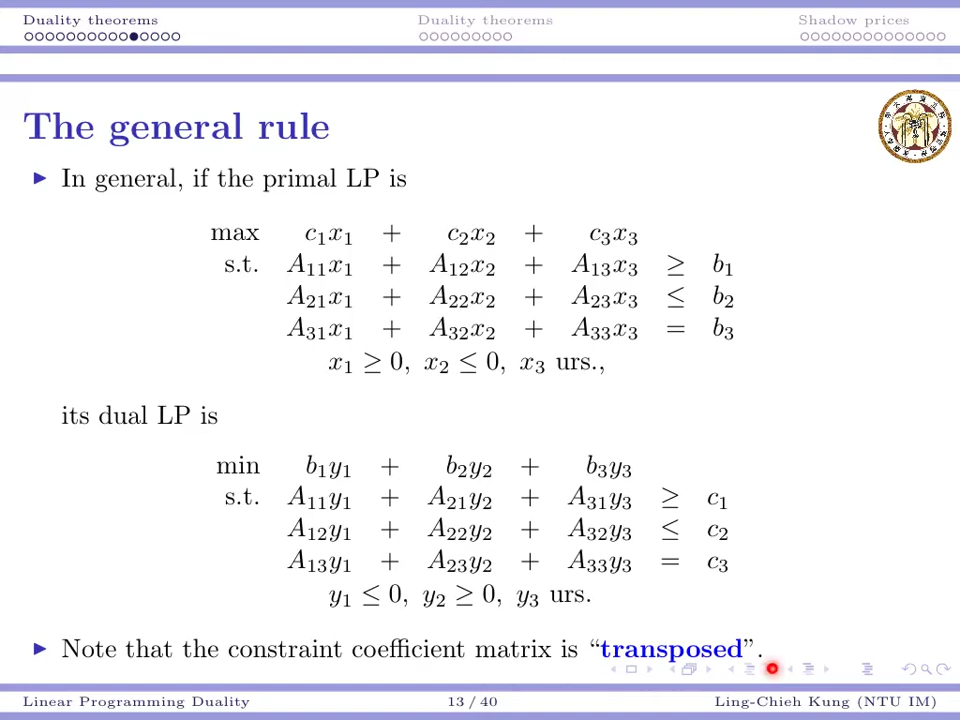 Duality theorems Duality theorems Shadow prices
The general rule
In general, if the primal LP is
max c₁x₁ + c₂x₂ + c₃x₃
s.t. A₁₁x₁ + A₁₂x₂ + A₁₃x₃ ≥ b₁
A₂₁x₁ + A₂₂x₂ + A₂₃x₃ ≤ b₂
A₃₁x₁ + A₃₂x₂ + A₃₃x₃ = b₃
x₁ ≥ 0, x₂ ≤ 0, x₃ urs.,
its dual LP is
min b₁y₁ + b₂y₂ + b₃y₃
s.t. A₁₁y₁ + A₂₁y₂ + A₃₁y₃ ≥ c₁
A₁₂y₁ + A₂₂y₂ + A₃₂y₃ ≤ c₂
A₁₃y₁ + A₂₃y₂ + A₃₃y₃ = c₃
y₁ ≤ 0, y₂ ≥ 0, y₃ urs.
Note that the constraint coefficient matrix is “transposed”.
Linear Programming Duality 13 / 40 Ling-Chieh Kung (NTU IM)